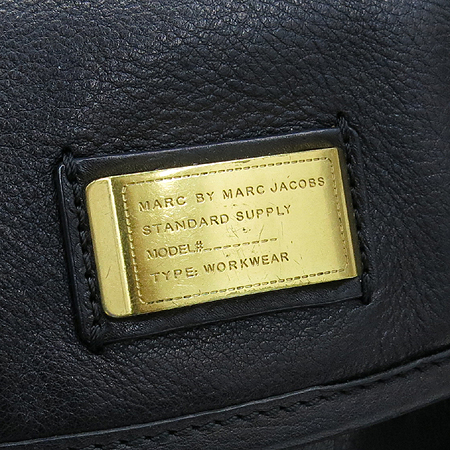 MARC BY MARC JACOBS
STANDARD SUPPLY
MODEL#_ _ _ _ _ _ _ _
TYPE: WORKWEAR